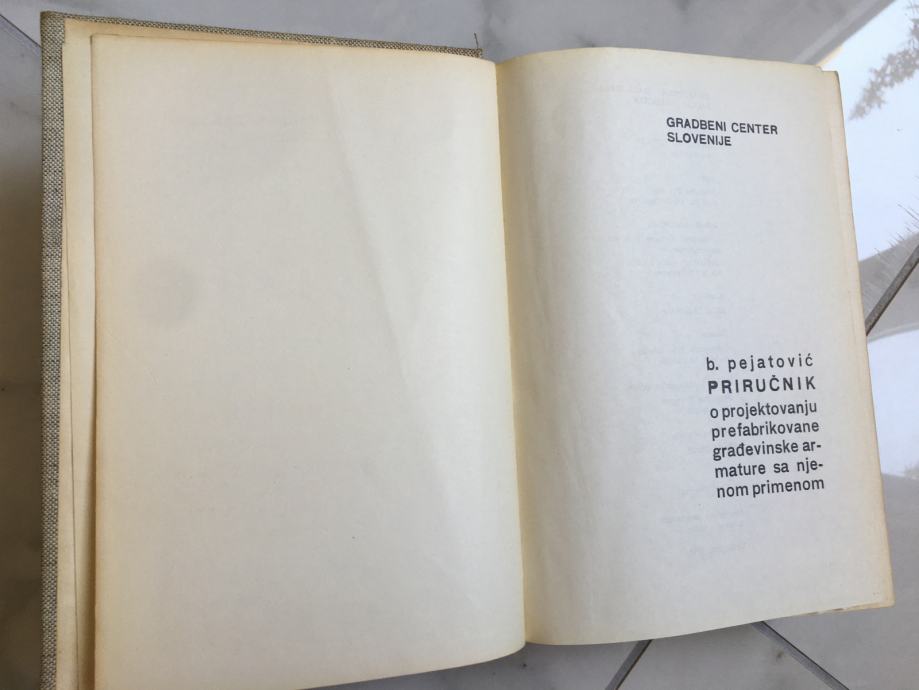 GRADBENI CENTER
SLOVENIJE
b. pejatović
PRIRUČNIK
o projektovanju
prefabrikovane
građevinske ar-
mature sa nje-
nom primenom